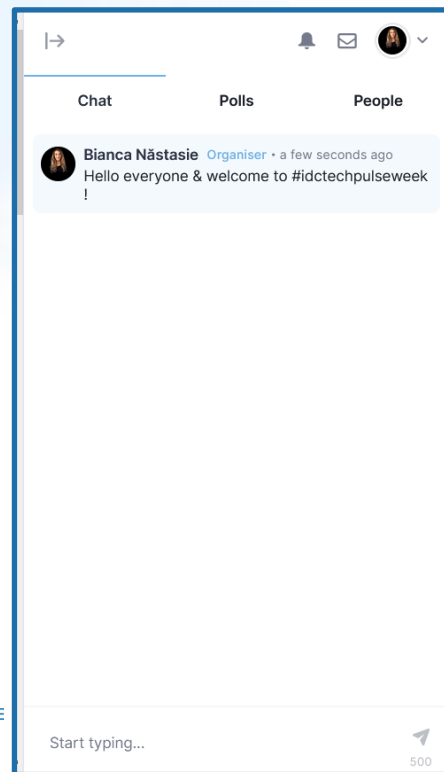 Chat Polls People
Bianca Năstasie Organiser • a few seconds ago
Hello everyone & welcome to #idctechpulseweek
!
Start typing...
500